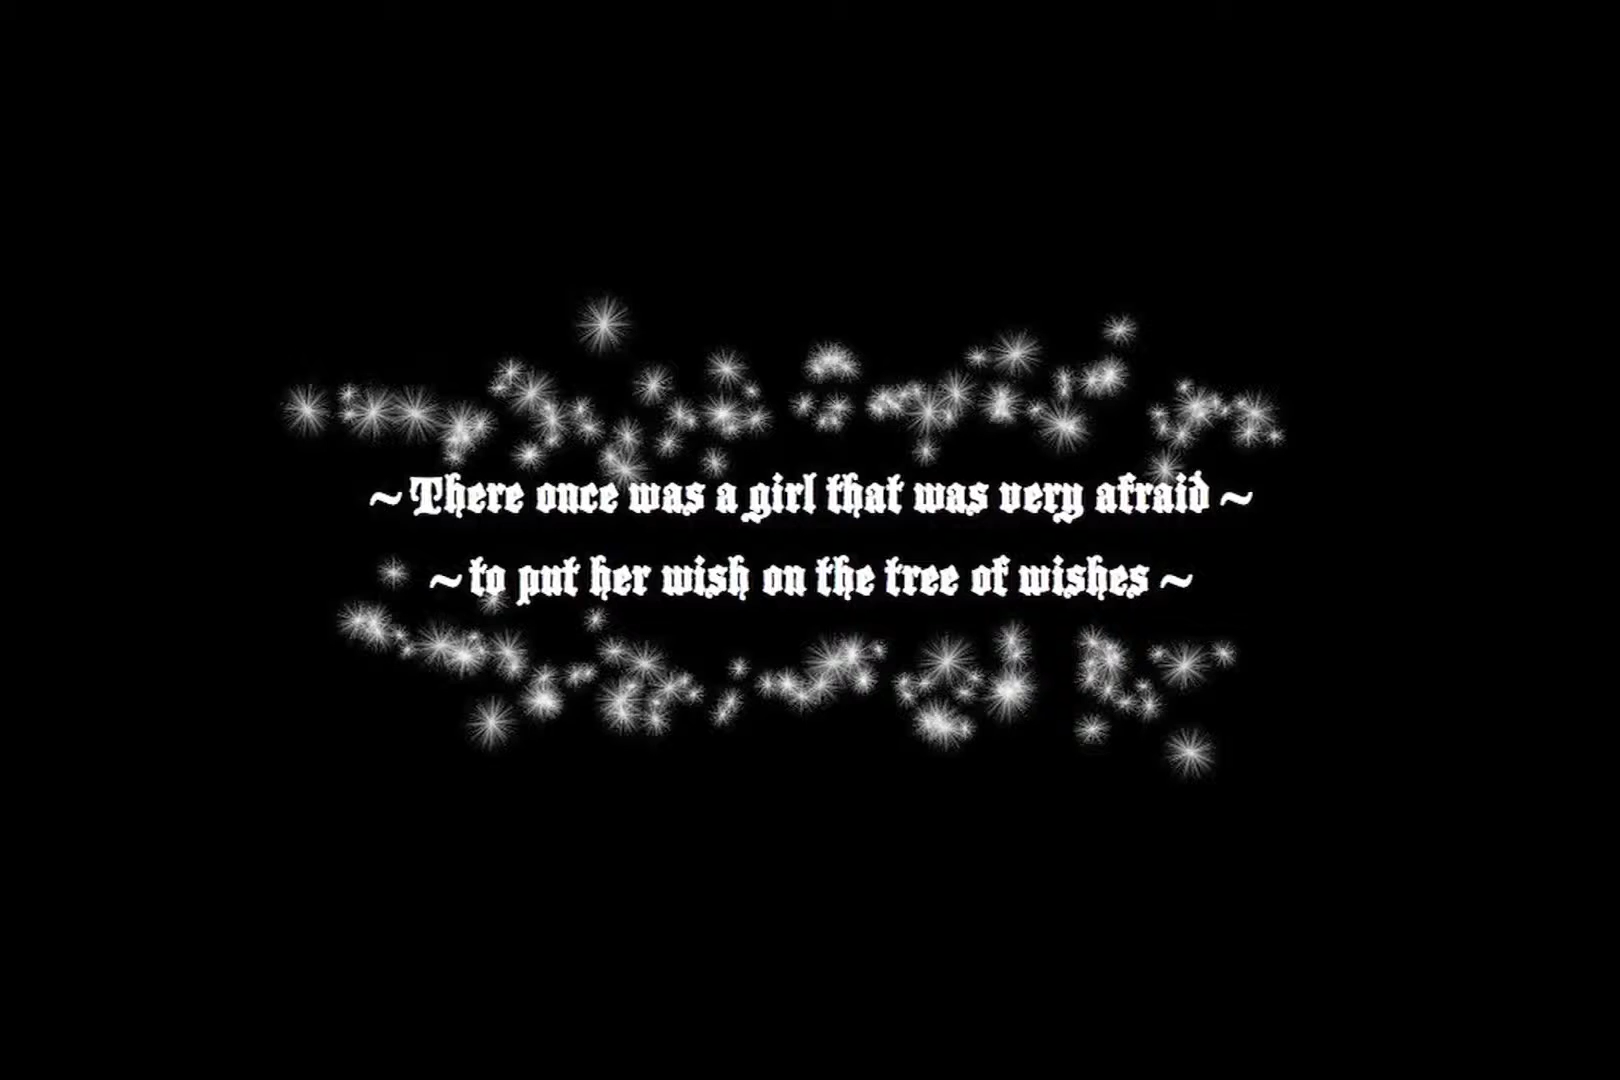 ~ There once was a girl that was very afraid ~
~ to put her wish on the tree of wishes ~